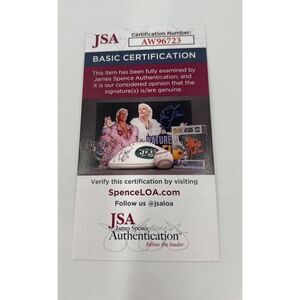 JSA
Certification Number:
AW96723
BASIC CERTIFICATION
This item has been fully examined by
James Spence Authentication, and
it is our considered opinion that the
signature(s) is/are genuine.
NATURE
Verify this certification by visiting
SpenceLOA.com
Follow us @jsaloa
JSA
James Spence
Authentication
follow the leader